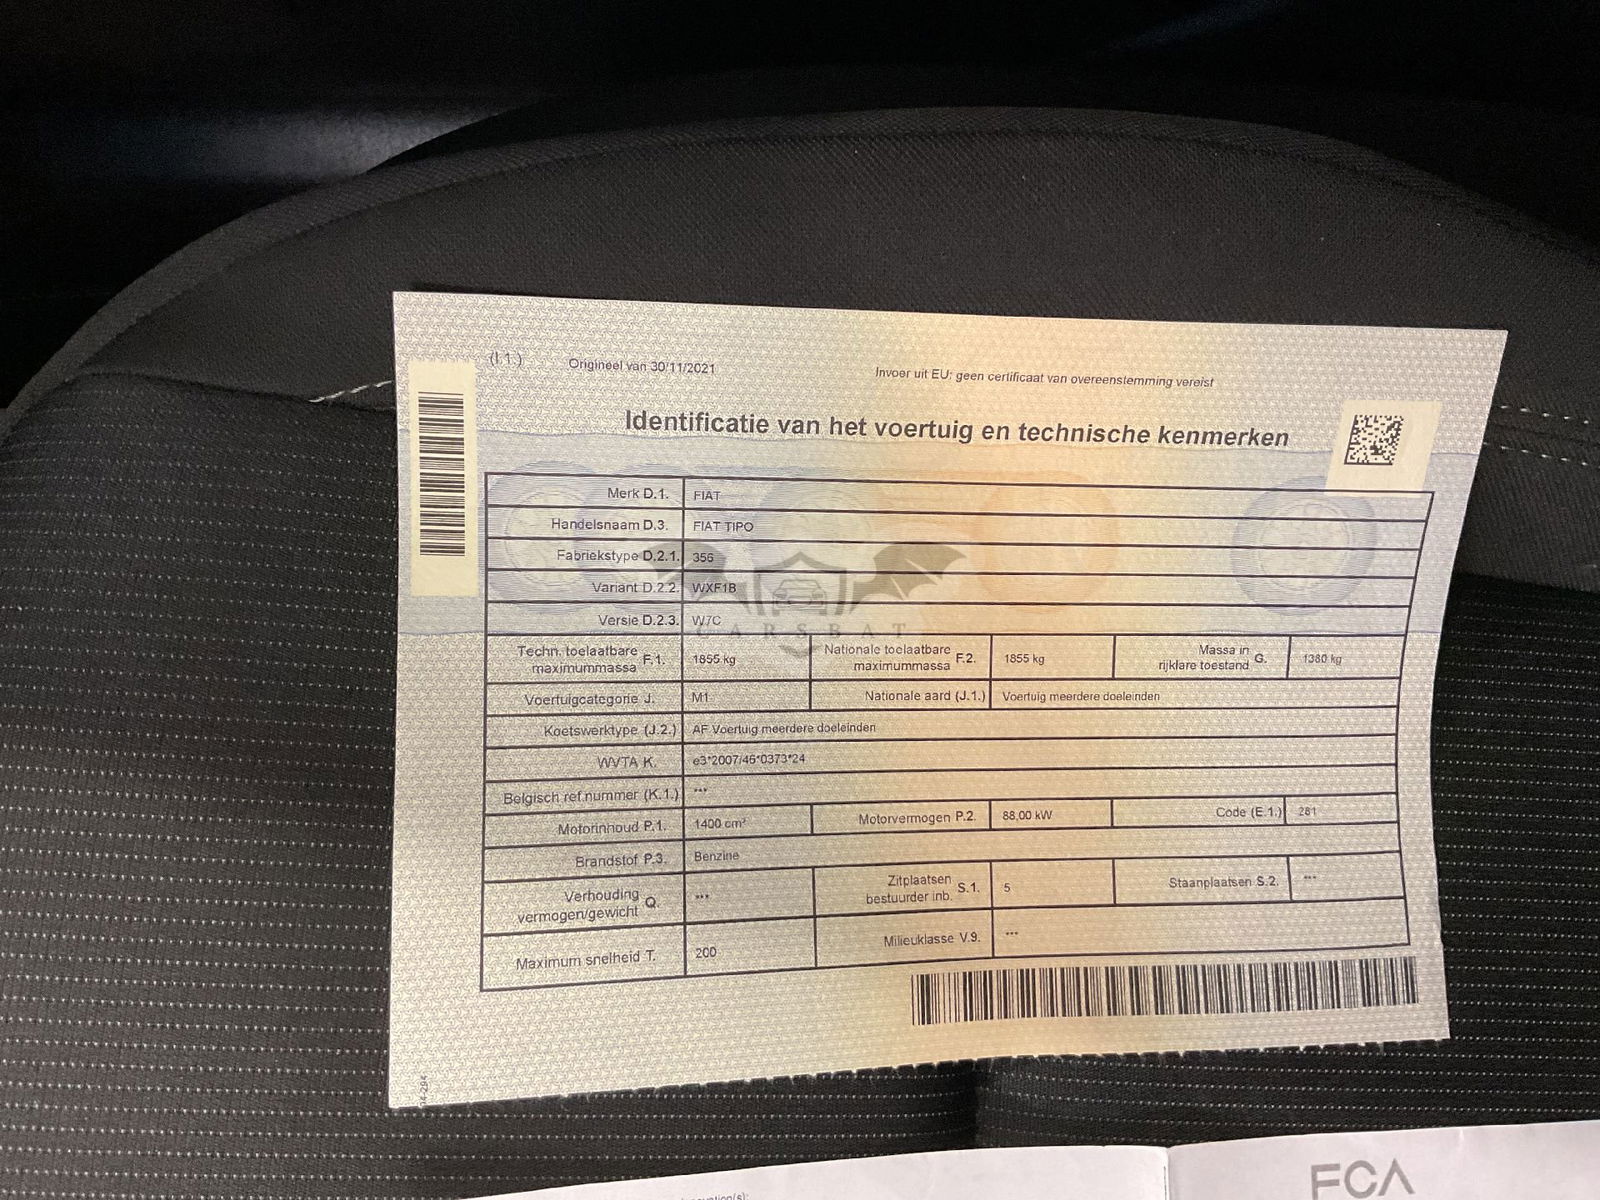 (I.1.) Origineel van 30/11/2021 Invoer uit EU: geen certificaat van overeenstemming vereist
Identificatie van het voertuig en technische kenmerken
Merk D.1. FIAT
Handelsnaam D.3. FIAT TIPO
Fabriekstype D.2.1. 356
Variant D.2.2. WXF1B
Versie D.2.3. W7C
CARSBAT
Techn. toelaatbare maximummassa F.1. 1855 kg Nationale toelaatbare maximummassa F.2. 1855 kg Massa in rijklare toestand G. 1380 kg
Voertuigcategorie J. M1 Nationale aard (J.1.) Voertuig meerdere doeleinden
Koetswerktype (J.2.) AF Voertuig meerdere doeleinden
WVTA K. e3*2007/46*0373*24
Belgisch ref.nummer (K.1.) ***
Motorinhoud P.1. 1400 cm³ Motorvermogen P.2. 88,00 kW Code (E.1.) 281
Brandstof P.3. Benzine
Verhouding vermogen/gewicht Q. *** Zitplaatsen bestuurder inb. S.1. 5 Staanplaatsen S.2. ***
Maximum snelheid T. 200 Milieuklasse V.9. ***
FCA